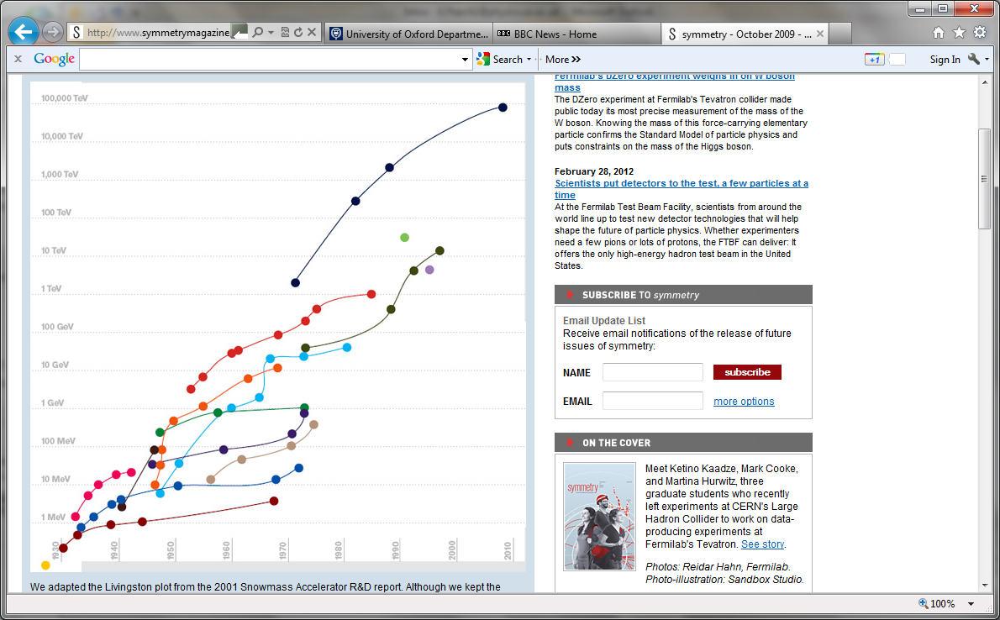 S http://www.symmetrymagazine
University of Oxford Departme...
BBC News - Home
symmetry - October 2009 - ...
x Google
Search
More »
+1
Sign In
100,000 TeV
10,000 TeV
1,000 TeV
100 TeV
10 TeV
1 TeV
100 GeV
10 GeV
1 GeV
100 MeV
10 MeV
1 MeV
1930
1940
1950
1960
1970
1980
1990
2000
2010
We adapted the Livingston plot from the 2001 Snowmass Accelerator R&D report. Although we kept the
Fermilab's DZero experiment weighs in on W boson
mass
The DZero experiment at Fermilab's Tevatron collider made
public today its most precise measurement of the mass of the
W boson. Knowing the mass of this force-carrying elementary
particle confirms the Standard Model of particle physics and
puts constraints on the mass of the Higgs boson.
February 28, 2012
Scientists put detectors to the test, a few particles at a
time
At the Fermilab Test Beam Facility, scientists from around the
world line up to test new detector technologies that will help
shape the future of particle physics. Whether experimenters
need a few pions or lots of protons, the FTBF can deliver: It
offers the only high-energy hadron test beam in the United
States.
SUBSCRIBE TO symmetry
Email Update List
Receive email notifications of the release of future
issues of symmetry:
NAME
subscribe
EMAIL
more options
ON THE COVER
symmetry
Meet Ketino Kaadze, Mark Cooke,
and Martina Hurwitz, three
graduate students who recently
left experiments at CERN's Large
Hadron Collider to work on data-
producing experiments at
Fermilab's Tevatron. See story.
Photos: Reidar Hahn, Fermilab.
Photo-illustration: Sandbox Studio.
100%